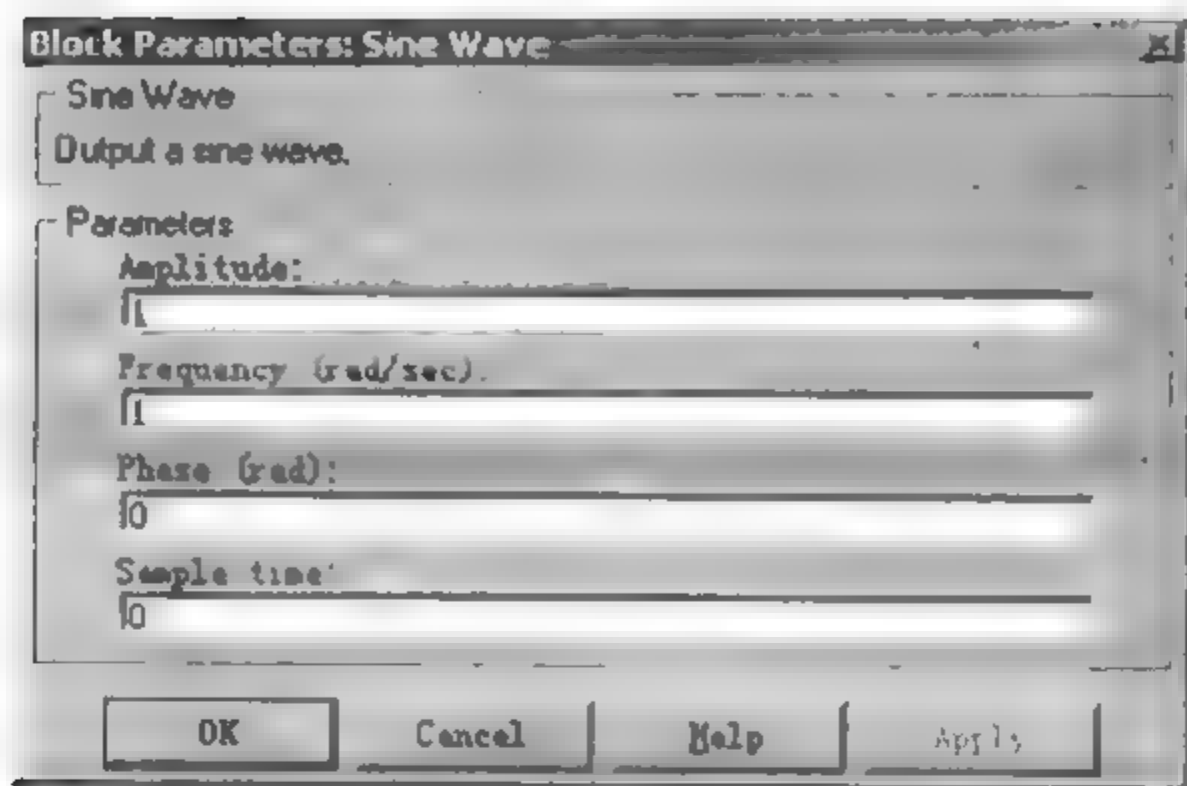 Block Parameters: Sine Wave
Sine Wave
Output a sine wave.
Parameters
Amplitude:
1
Frequency (rad/sec):
1
Phase (rad):
0
Sample time:
0
OK Cancel Help Apply